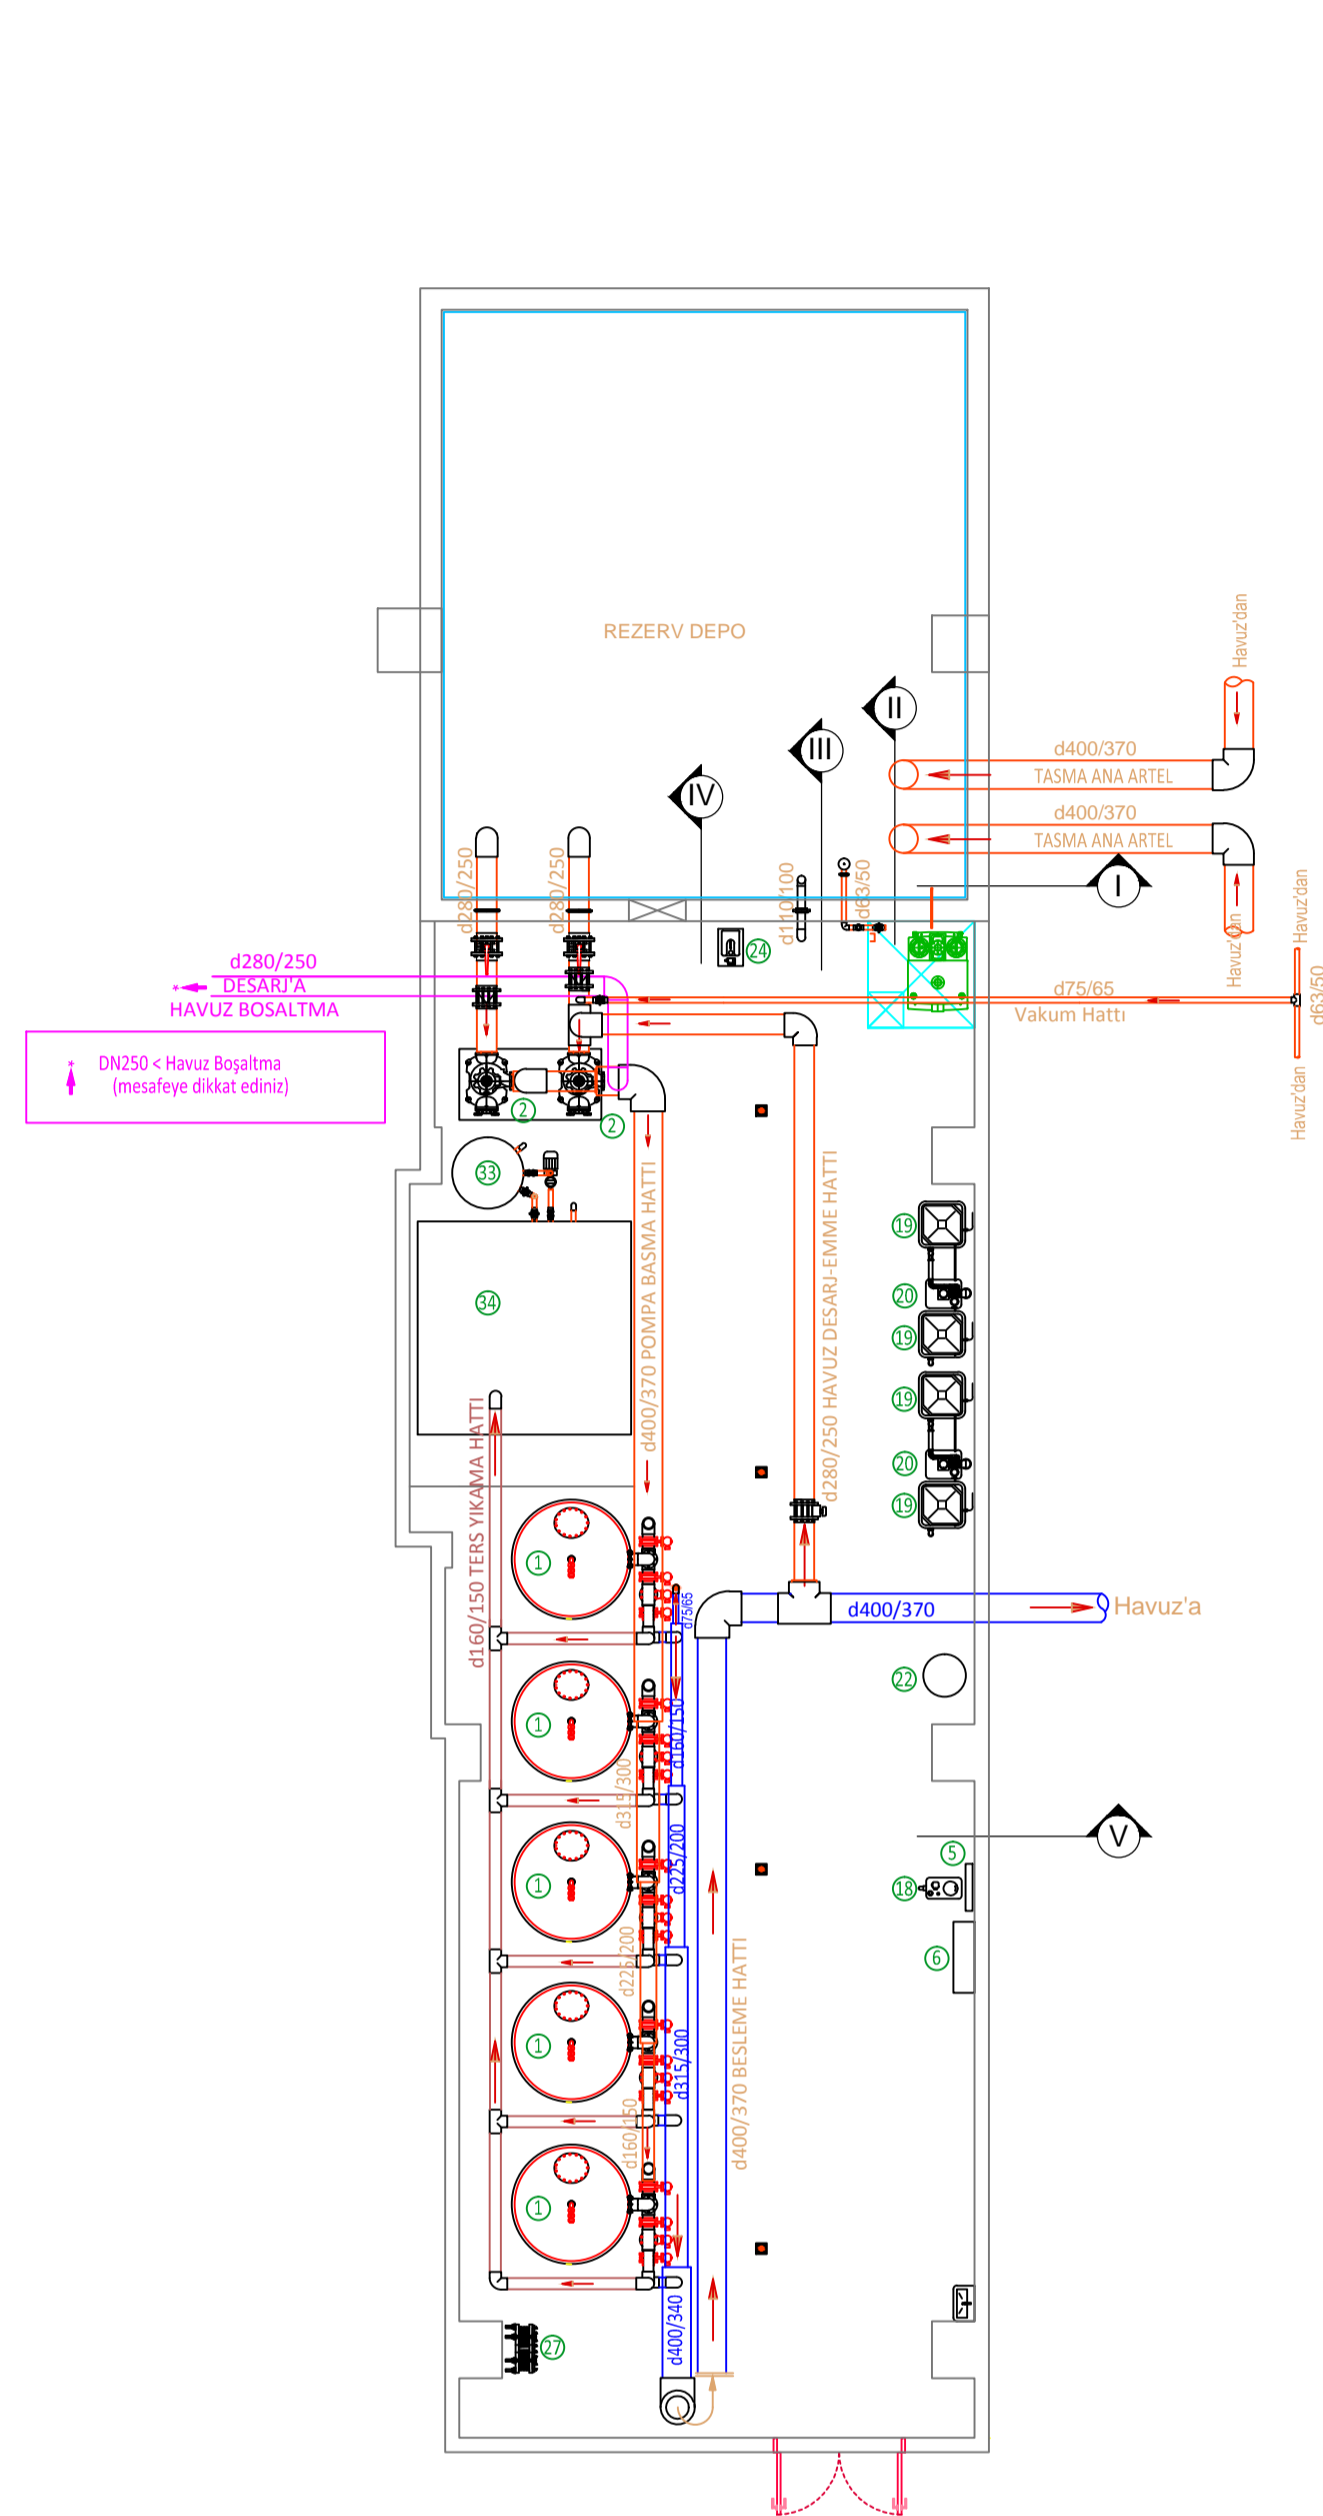 REZERV DEPO
Havuz'dan
II
III
IV
d400/370
TASMA ANA ARTEL
d400/370
TASMA ANA ARTEL
I
d280/250
d280/250
d110/100
d63/50
Havuz'dan
Havuz'dan
24
d280/250
* DESARJ'A
HAVUZ BOSALTMA
d75/65
Vakum Hattı
d63/50
Havuz'dan
* DN250 < Havuz Boşaltma
(mesafeye dikkat ediniz)
2
2
33
34
d400/370 POMPA BASMA HATTI
d280/250 HAVUZ DESARJ-EMME HATTI
19
20
19
19
20
19
d160/150 TERS YIKAMA HATTI
1
d75/65
d400/370
Havuz'a
22
1
d160/150
d315/300
V
5
18
6
1
d225/200
d225/200
1
d315/300
d400/370 BESLEME HATTI
d160/150
1
27
d400/340